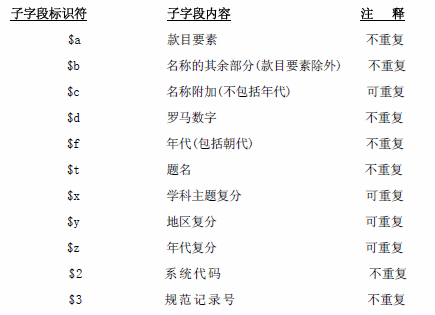 子字段标识符 子字段内容 注 释
$a 款目要素 不重复
$b 名称的其余部分(款目要素除外) 不重复
$c 名称附加(不包括年代) 可重复
$d 罗马数字 不重复
$f 年代(包括朝代) 不重复
$t 题名 不重复
$x 学科主题复分 可重复
$y 地区复分 可重复
$z 年代复分 可重复
$2 系统代码 不重复
$3 规范记录号 不重复